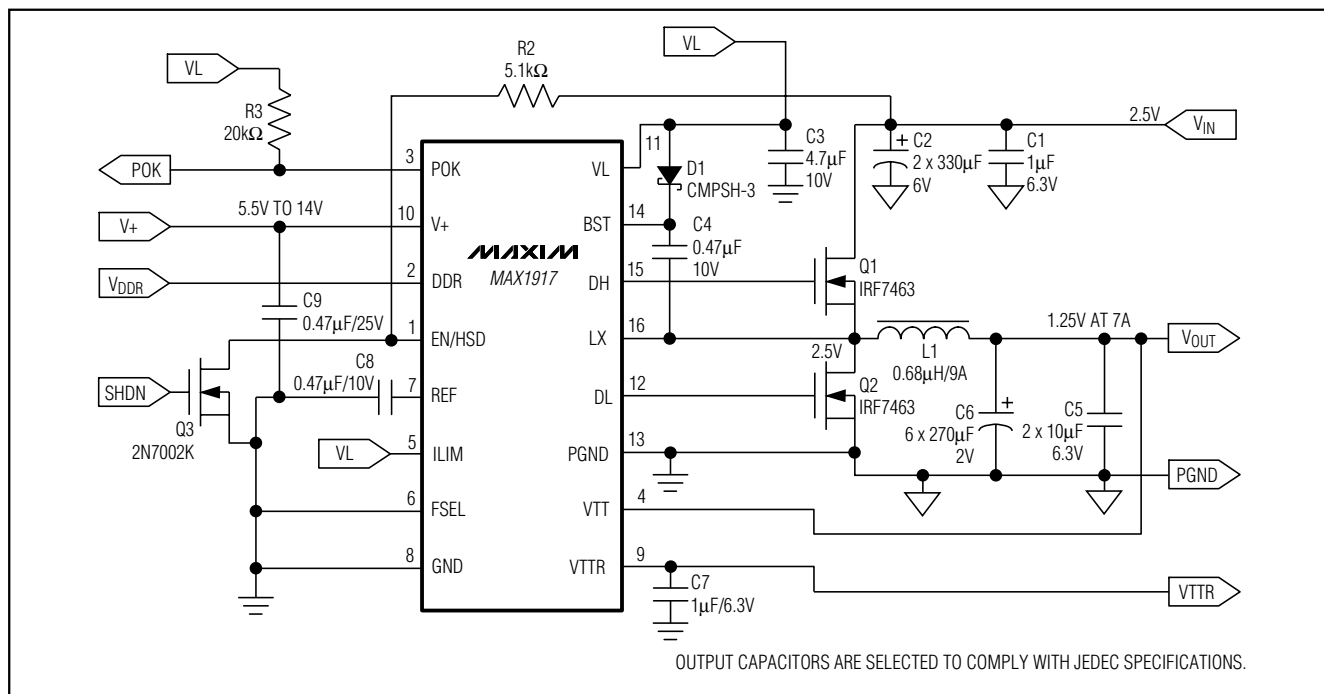 VL
R2
5.1kΩ
VL
R3
20kΩ
2.5V
VIN
C3
4.7µF
10V
C2
2 x 330µF
6V
C1
1µF
6.3V
+
11
VL
D1
CMPSH-3
3
POK
POK
5.5V TO 14V
V+
10
V+
14
BST
C4
0.47µF
10V
MAXIM
MAX1917
VDDR
2
DDR
15
DH
Q1
IRF7463
C9
0.47µF/25V
1
EN/HSD
16
LX
1.25V AT 7A
VOUT
2.5V
L1
0.68µH/9A
SHDN
C8
0.47µF/10V
7
REF
12
DL
Q2
IRF7463
Q3
2N7002K
C6
6 x 270µF
2V
+
C5
2 x 10µF
6.3V
VL
5
ILIM
13
PGND
PGND
6
FSEL
4
VTT
8
GND
9
VTTR
C7
1µF/6.3V
VTTR
OUTPUT CAPACITORS ARE SELECTED TO COMPLY WITH JEDEC SPECIFICATIONS.